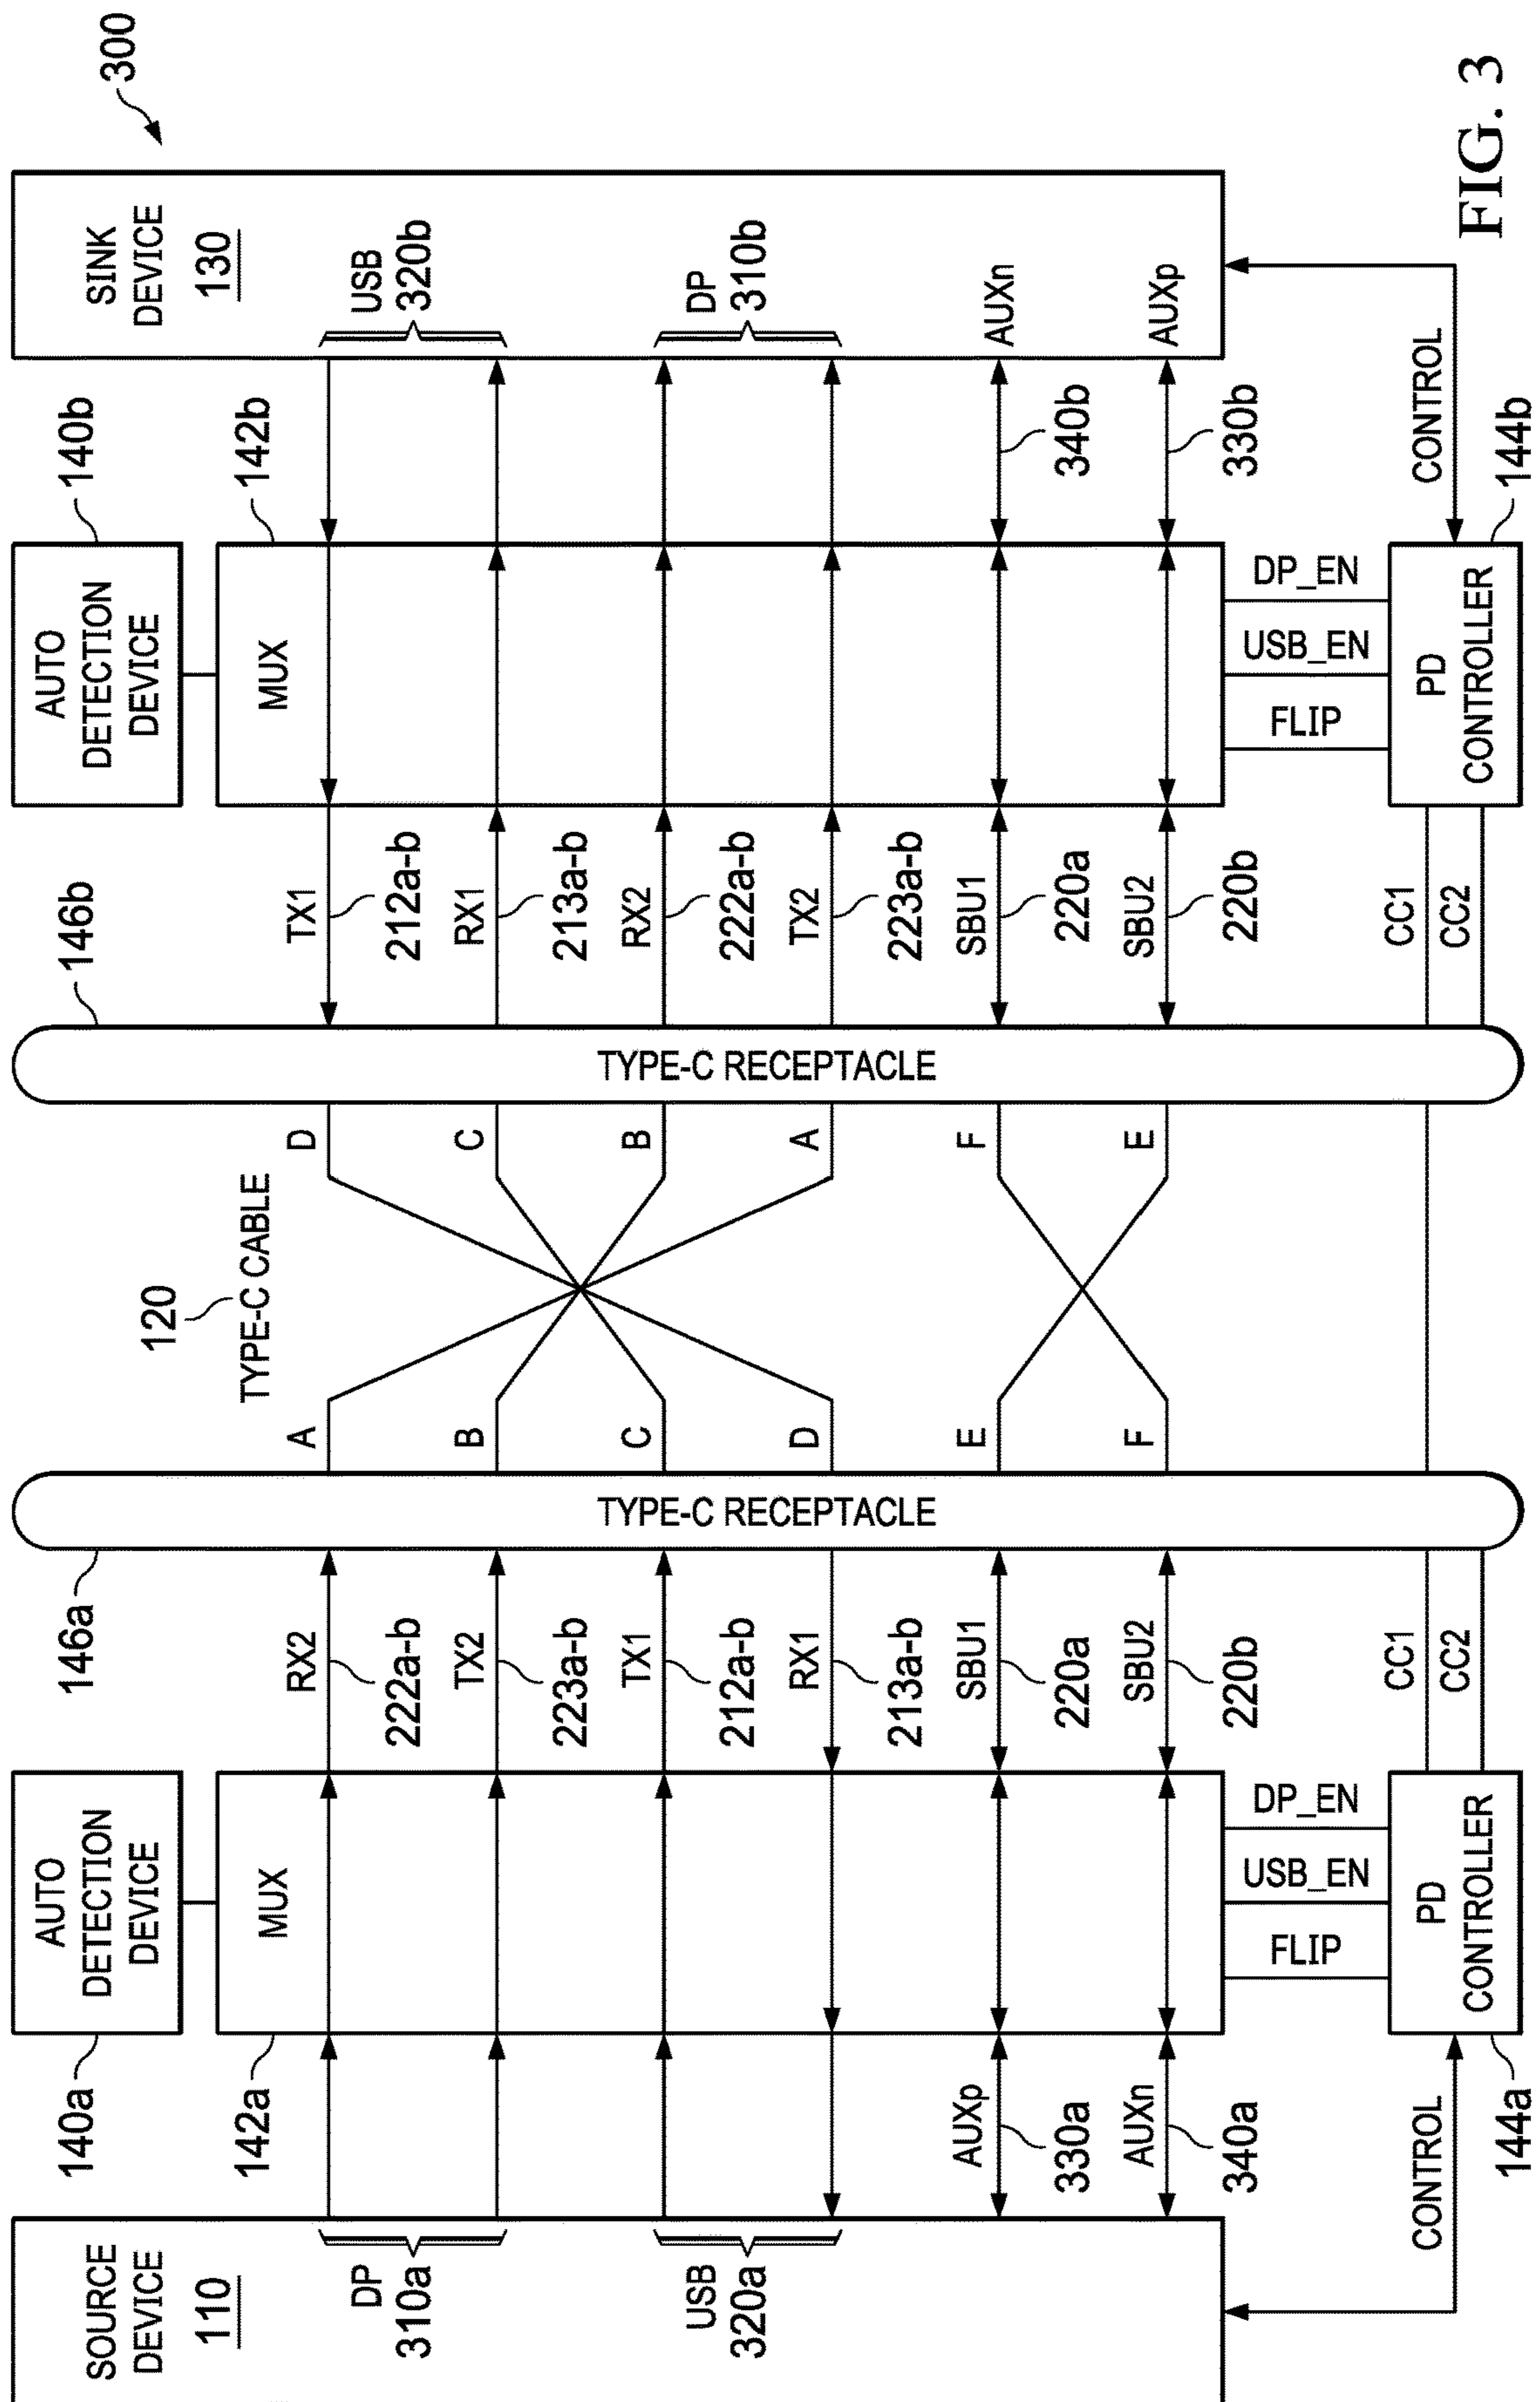 300
SOURCE
DEVICE
110
DP
310a
USB
320a
140a
AUTO
DETECTION
DEVICE
142a
MUX
AUXp
330a
AUXn
340a
RX2
222a-b
TX2
223a-b
TX1
212a-b
RX1
213a-b
SBU1
220a
SBU2
220b
FLIP
USB_EN
DP_EN
CONTROL
PD
CONTROLLER
144a
CC1
CC2
146a
TYPE-C RECEPTACLE
120
TYPE-C CABLE
A
B
C
D
E
F
D
C
B
A
F
E
146b
TYPE-C RECEPTACLE
TX1
212a-b
RX1
213a-b
RX2
222a-b
TX2
223a-b
SBU1
220a
SBU2
220b
CC1
CC2
140b
AUTO
DETECTION
DEVICE
142b
MUX
FLIP
USB_EN
DP_EN
PD
CONTROLLER
144b
CONTROL
340b
330b
SINK
DEVICE
130
USB
320b
DP
310b
AUXn
AUXp
FIG. 3